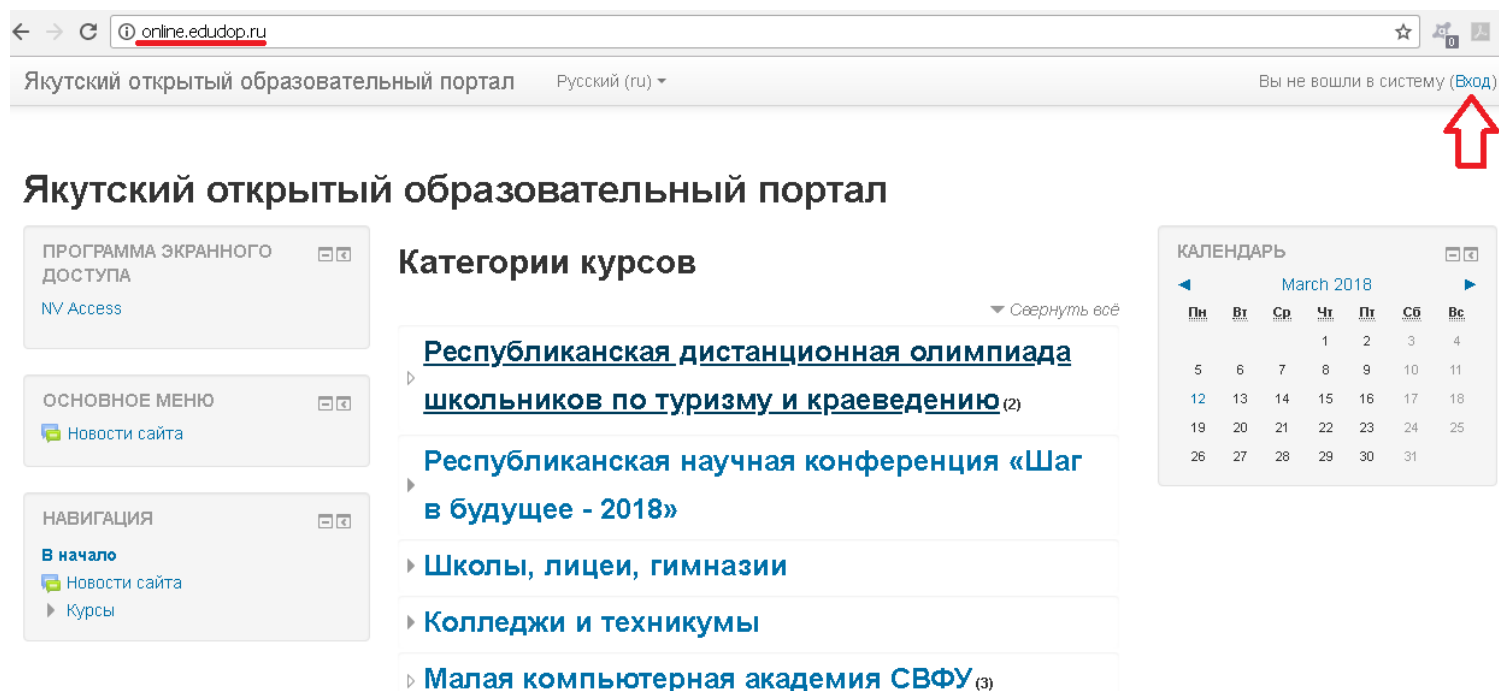 online.edudop.ru
0
Якутский открытый образовательный портал Русский (ru) Вы не вошли в систему (Вход)
Якутский открытый образовательный портал
ПРОГРАММА ЭКРАННОГО
ДОСТУПА
NV Access
ОСНОВНОЕ МЕНЮ
Новости сайта
НАВИГАЦИЯ
В начало
Новости сайта
Курсы
Категории курсов
Свернуть всё
Республиканская дистанционная олимпиада
школьников по туризму и краеведению (2)
Республиканская научная конференция «Шаг
в будущее - 2018»
Школы, лицеи, гимназии
Колледжи и техникумы
Малая компьютерная академия СВФУ (3)
КАЛЕНДАРЬ
March 2018
Пн Вт Ср Чт Пт Сб Вс
1 2 3 4
5 6 7 8 9 10 11
12 13 14 15 16 17 18
19 20 21 22 23 24 25
26 27 28 29 30 31